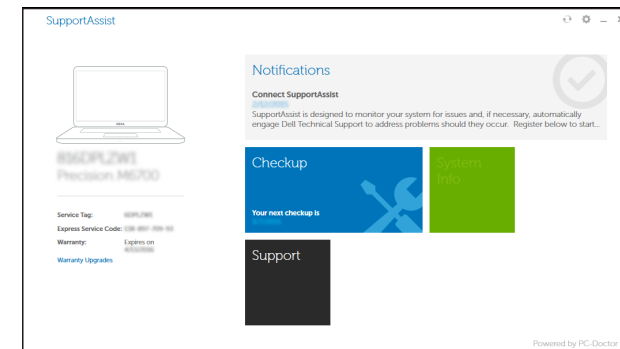 SupportAssist
DELL
Precision M6700
Service Tag:
Express Service Code:
Warranty: Expires on
Warranty Upgrades
Notifications
Connect SupportAssist
SupportAssist is designed to monitor your system for issues and, if necessary, automatically
engage Dell Technical Support to address problems should they occur. Register below to start...
Checkup
Your next checkup is
System
Info
Support
Powered by PC-Doctor